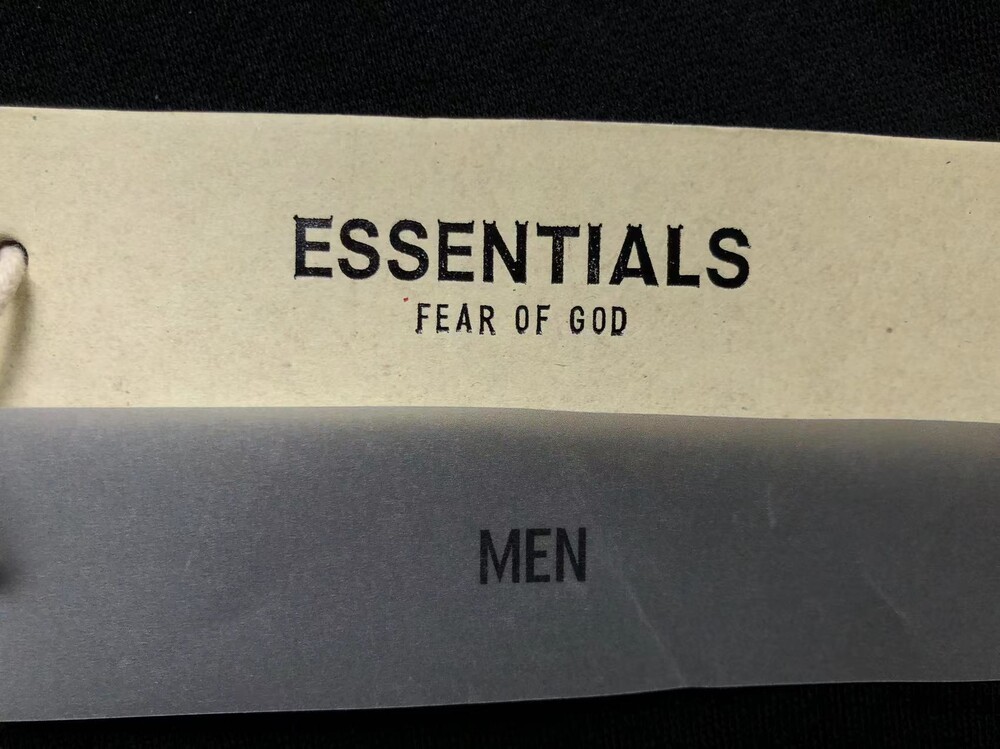 ESSENTIALS
FEAR OF GOD
MEN